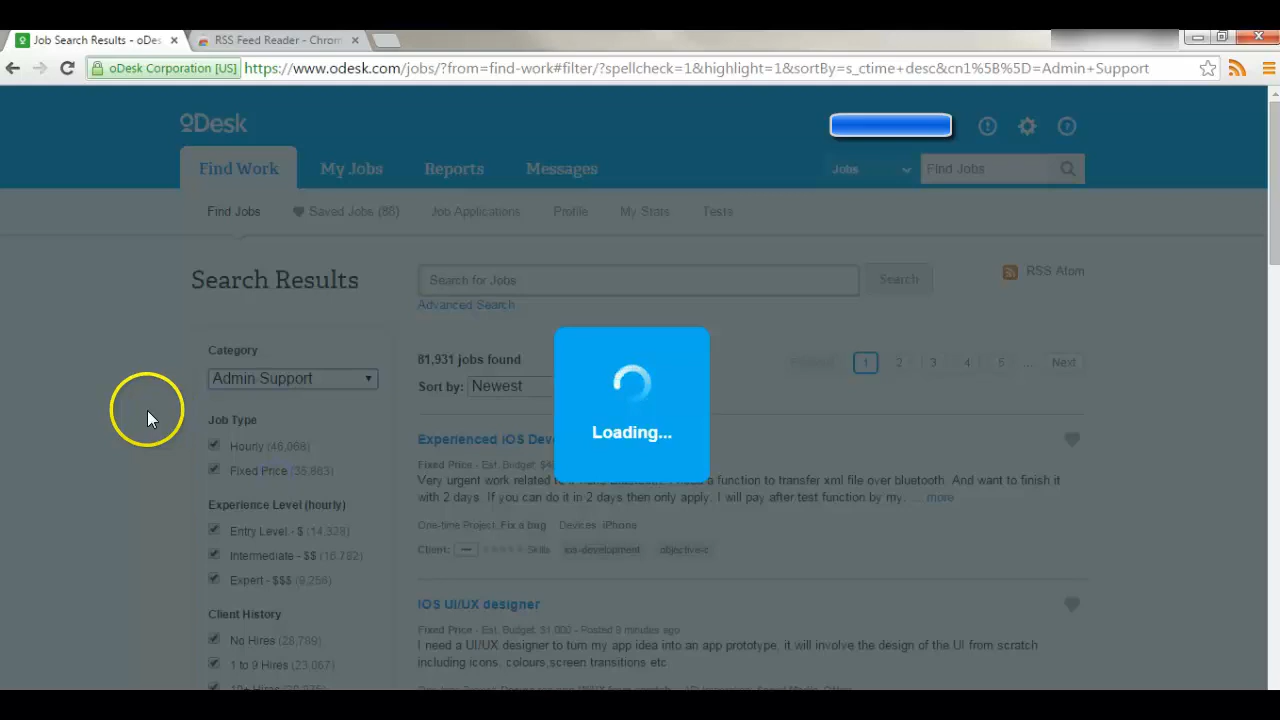 Job Search Results - oDes
RSS Feed Reader - Chrom
oDesk Corporation [US] https://www.odesk.com/jobs/?from=find-work#filter/?spellcheck=1&highlight=1&sortBy=s_ctime+desc&cn1%5B%5D=Admin+Support
oDesk
Find Work My Jobs Reports Messages Jobs Find Jobs
Find Jobs Saved Jobs (86) Job Applications Profile My Stats Tests
Search Results Search for Jobs Search RSS Atom
Advanced Search
Category
81,931 jobs found 1 2 3 4 5 ... Next
Admin Support Sort by: Newest
Job Type
Experienced iOS Dev
Hourly (46,068)
Fixed Price - Est. Budget:
Fixed Price (35,863)
Very urgent work related to
a function to transfer xml file over bluetooth. And want to finish it
with 2 days. If you can do it in 2 days then only apply. I will pay after test function by my. ... more
Experience Level (hourly)
One-time Project: Fix a bug Devices: iPhone
Entry Level - $ (14,328)
Client: Skills ios-development objective-c
Intermediate - $$ (16,782)
Expert - $$$ (9,256)
iOS UI/UX designer
Client History
Fixed Price - Est. Budget: $1,000 - Posted 9 minutes ago
No Hires (28,789)
I need a UI/UX designer to turn my app idea into an app prototype, it will involve the design of the UI from scratch
including icons, colours,screen transitions etc
1 to 9 Hires (23,067)
10+ Hires
Loading...